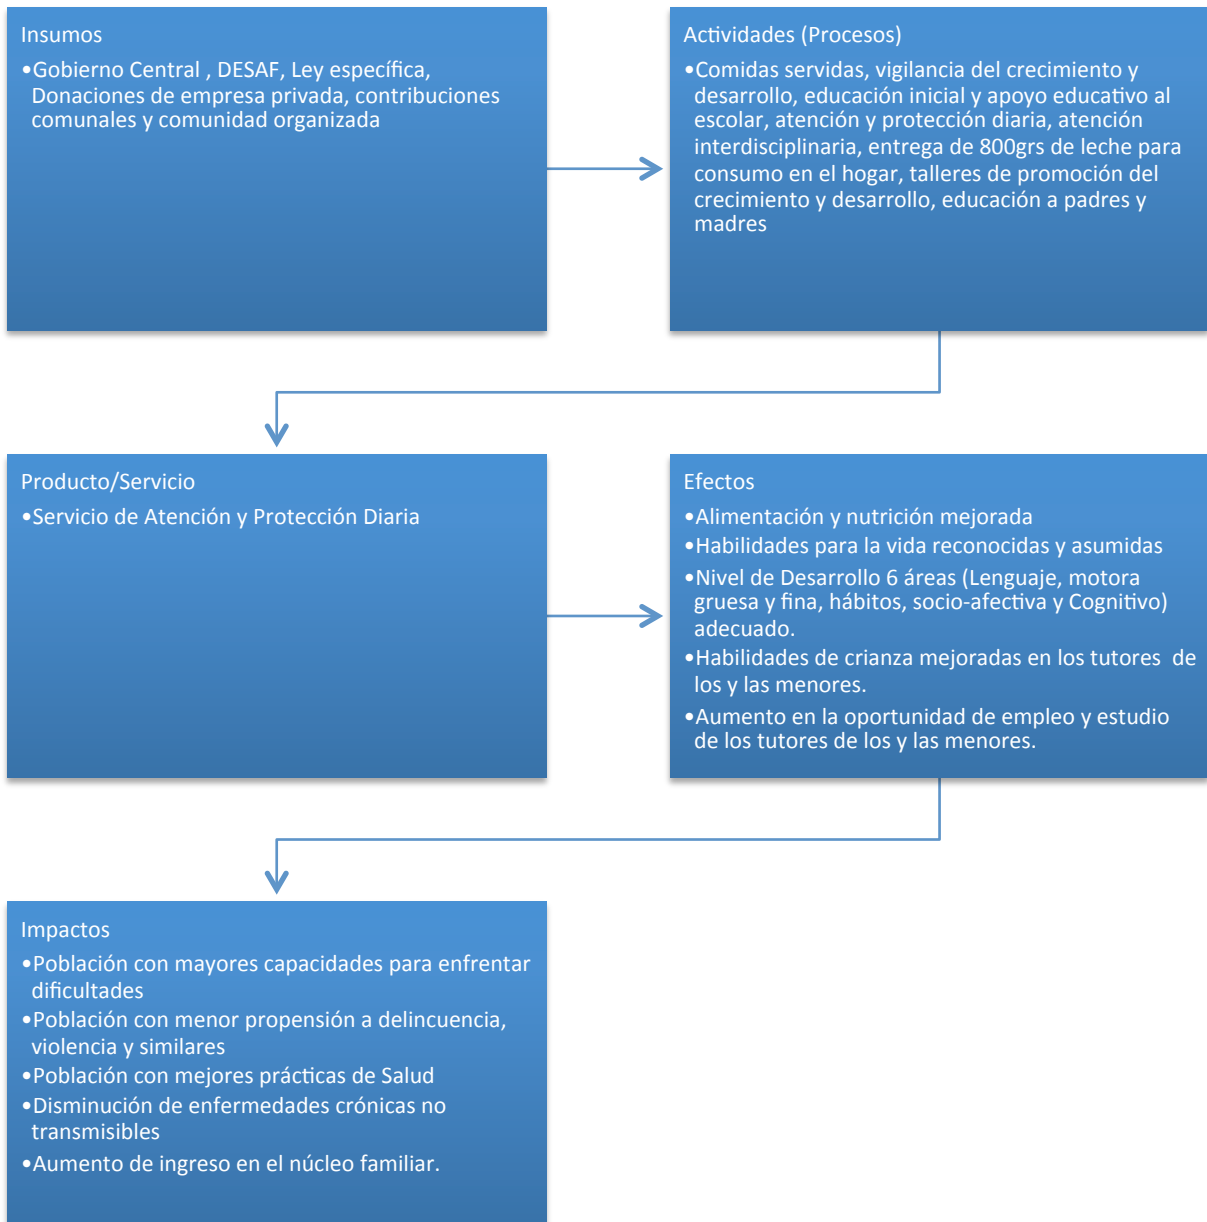 Insumos
•Gobierno Central , DESAF, Ley específica,
Donaciones de empresa privada, contribuciones
comunales y comunidad organizada
Actividades (Procesos)
•Comidas servidas, vigilancia del crecimiento y
desarrollo, educación inicial y apoyo educativo al
escolar, atención y protección diaria, atención
interdisciplinaria, entrega de 800grs de leche para
consumo en el hogar, talleres de promoción del
crecimiento y desarrollo, educación a padres y
madres
Producto/Servicio
•Servicio de Atención y Protección Diaria
Efectos
•Alimentación y nutrición mejorada
•Habilidades para la vida reconocidas y asumidas
•Nivel de Desarrollo 6 áreas (Lenguaje, motora
gruesa y fina, hábitos, socio-afectiva y Cognitivo)
adecuado.
•Habilidades de crianza mejoradas en los tutores de
los y las menores.
•Aumento en la oportunidad de empleo y estudio
de los tutores de los y las menores.
Impactos
•Población con mayores capacidades para enfrentar
dificultades
•Población con menor propensión a delincuencia,
violencia y similares
•Población con mejores prácticas de Salud
•Disminución de enfermedades crónicas no
transmisibles
•Aumento de ingreso en el núcleo familiar.